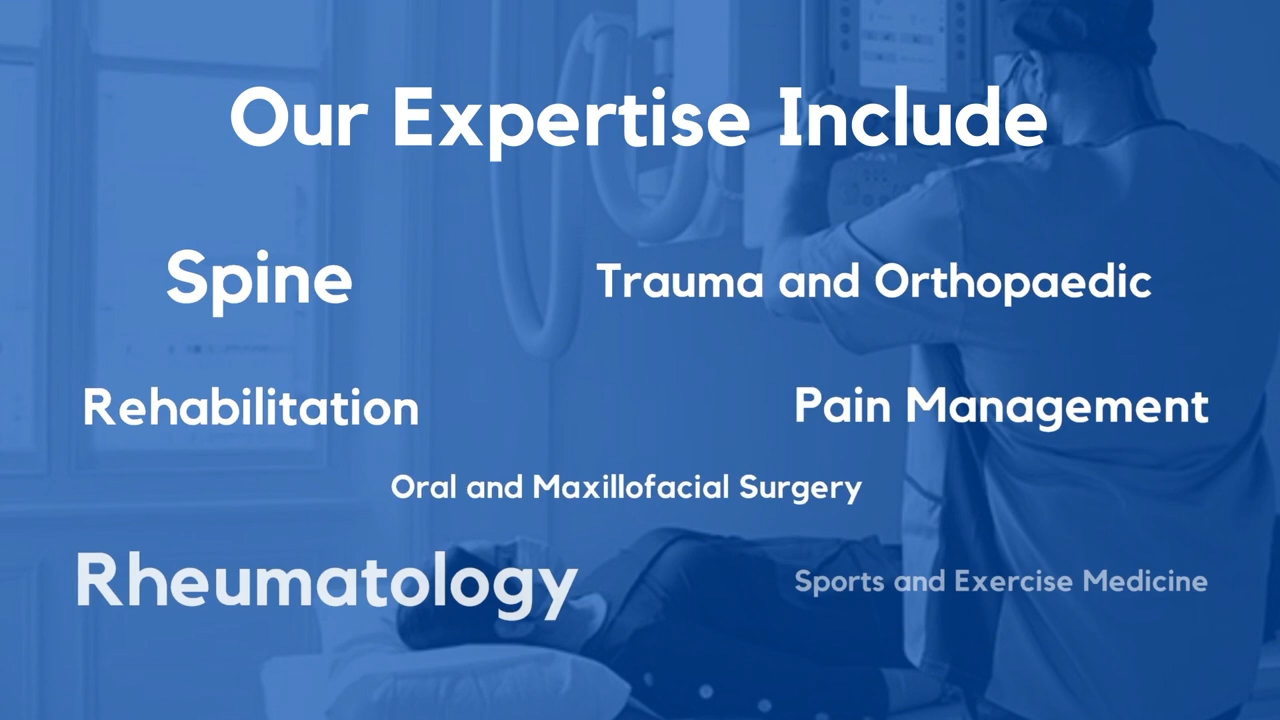 Our Expertise Include
Spine
Trauma and Orthopaedic
Rehabilitation
Pain Management
Oral and Maxillofacial Surgery
Rheumatology
Sports and Exercise Medicine